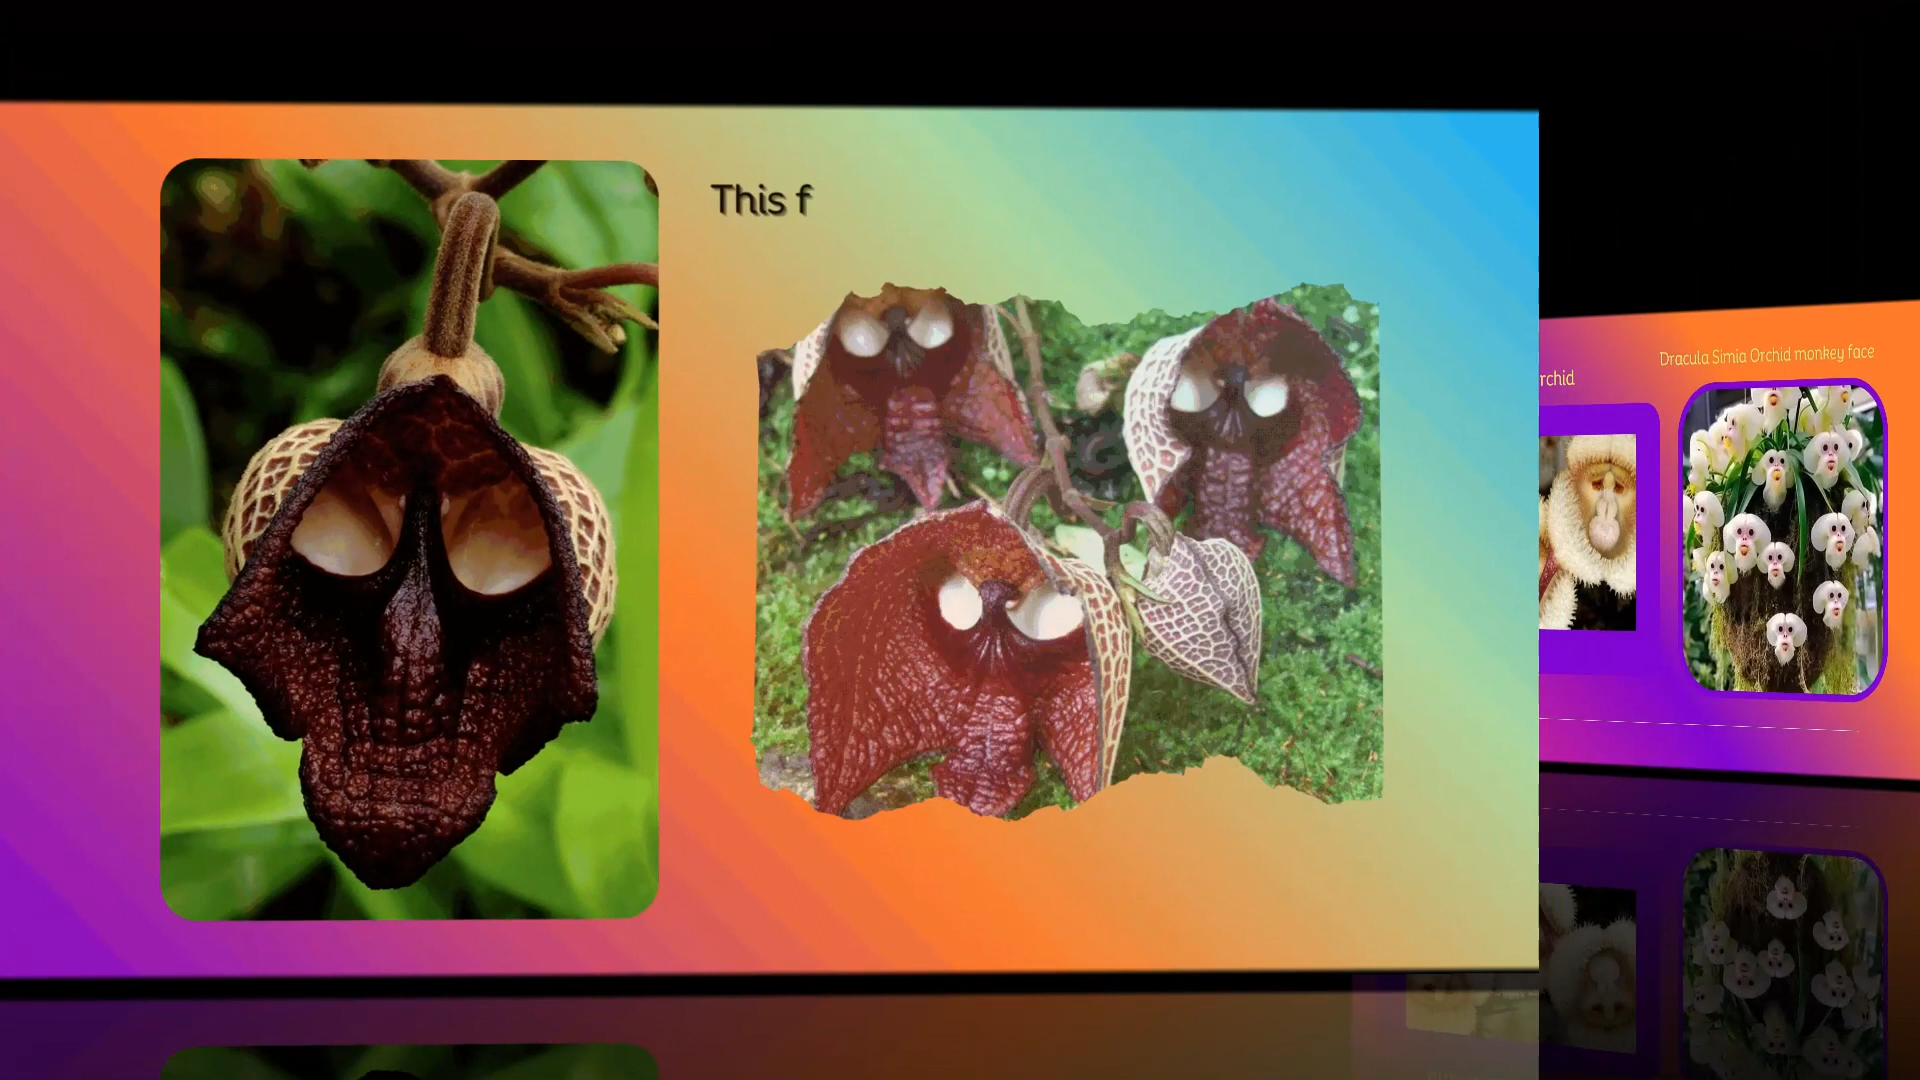 This f
rchid
Dracula Simia Orchid monkey face